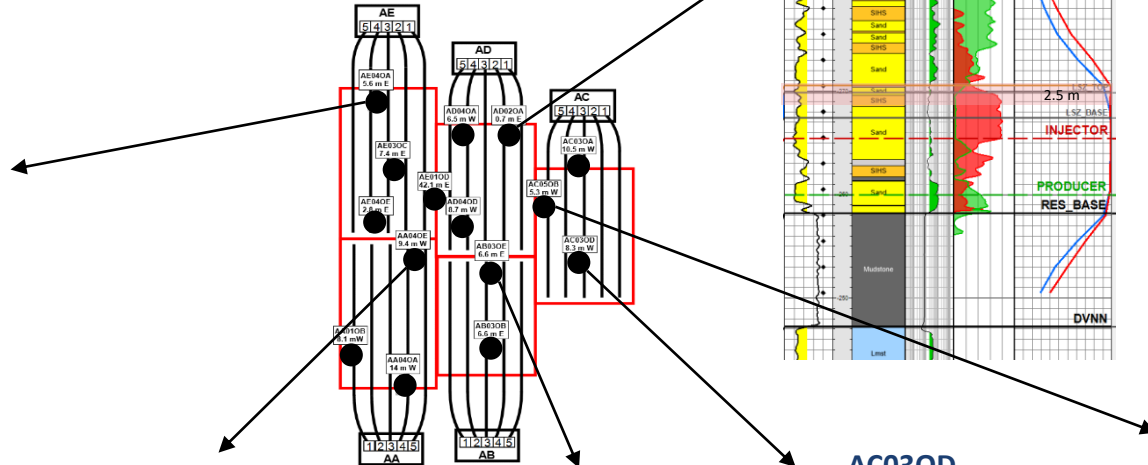 AE
5 4 3 2 1
AD
5 4 3 2 1
AC
5 4 3 2 1
AE04OA
5.6 m E
AD04OA
6.5 m W
AD02OA
0.7 m E
AE03OC
7.4 m E
AC03OA
10.5 m W
AE01OD
42.1 m E
AC05OB
5.3 m W
AE04OE
AD04OD
8.7 m W
AA04OE
9.4 m W
AB03OE
6.6 m E
AC03OD
8.3 m W
AA01OB
8.1 mW
AB03OB
6.6 m E
AA04OA
14 m W
1 2 3 4 5
AA
1 2 3 4 5
AB
SIHS
Sand
Sand
SIHS
Sand
Sand
SIHS
2.5 m
LSZ_BASE
Sand
INJECTOR
SIHS
Sand
PRODUCER
RES_BASE
Mudstone
DVNN
Lmst
AC03OD